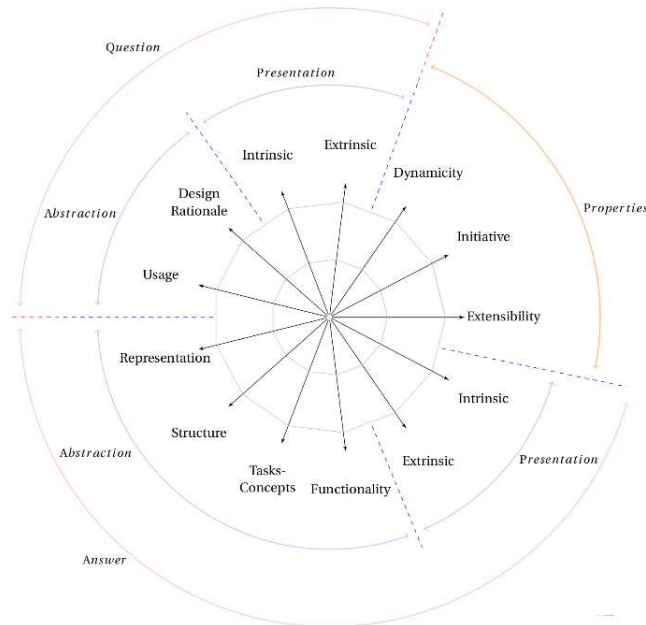 Question
Presentation
Extrinsic
Intrinsic
Dynamicity
Design
Rationale
Abstraction
Properties
Initiative
Usage
Extensibility
Representation
Intrinsic
Structure
Abstraction
Extrinsic
Presentation
Tasks-
Concepts
Functionality
Answer